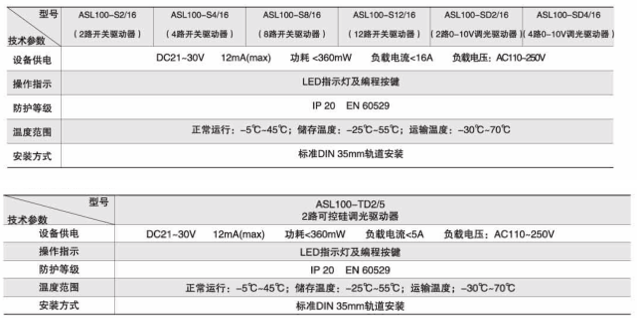 型号 ASL100-S2/16 ASL100-S4/16 ASL100-S8/16 ASL100-S12/16 ASL100-SD2/16 ASL100-SD4/16
技术参数 (2路开关驱动器) (4路开关驱动器) (8路开关驱动器) (12路开关驱动器) (2路0-10V调光驱动器) (4路0-10V调光驱动器)
设备供电 DC21~30V 12mA(max) 功耗<360mW 负载电流<16A 负载电压：AC110-250V
操作指示 LED指示灯及编程按键
防护等级 IP 20 EN 60529
温度范围 正常运行：-5℃~45℃；储存温度：-25℃~55℃；运输温度：-30℃~70℃
安装方式 标准DIN 35mm轨道安装
型号 ASL100-TD2/5
技术参数 2路可控硅调光驱动器
设备供电 DC21~30V 12mA(max) 功耗<360mW 负载电流<5A 负载电压：AC110~250V
操作指示 LED指示灯及编程按键
防护等级 IP 20 EN 60529
温度范围 正常运行：-5℃~45℃；储存温度：-25℃~55℃；运输温度；-30℃~70℃
安装方式 标准DIN 35mm轨道安装